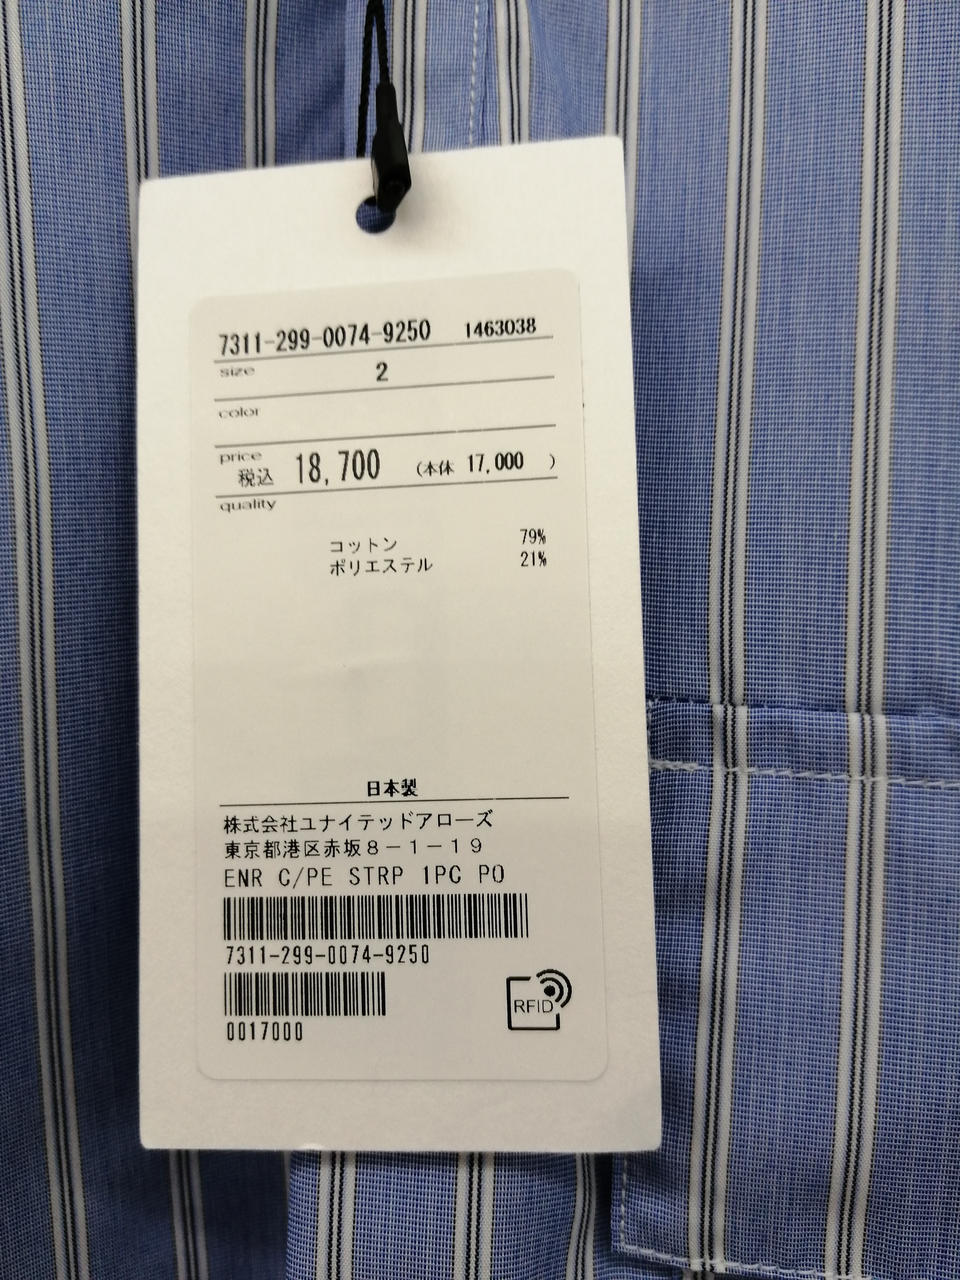 7311-299-0074-9250 1463038
size 2
color
price
税込 18,700 (本体 17,000 )
quality
コットン 79%
ポリエステル 21%
日本製
株式会社ユナイテッドアローズ
東京都港区赤坂８－１－１９
ENR C/PE STRP 1PC PO
7311-299-0074-9250
0017000
RFID